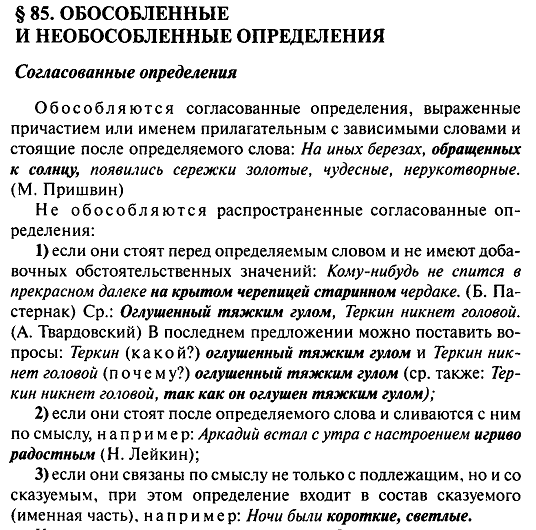 § 85. ОБОСОБЛЕННЫЕ
И НЕОБОСОБЛЕННЫЕ ОПРЕДЕЛЕНИЯ
Согласованные определения
Обособляются согласованные определения, выраженные
причастием или именем прилагательным с зависимыми словами и
стоящие после определяемого слова: На иных березах, обращенных
к солнцу, появились сережки золотые, чудесные, нерукотворные.
(М. Пришвин)
Не обособляются распространенные согласованные оп-
ределения:
1) если они стоят перед определяемым словом и не имеют доба-
вочных обстоятельственных значений: Кому-нибудь не спится в
прекрасном далеке на крытом черепицей старинном чердаке. (Б. Па-
стернак) Ср.: Оглушенный тяжким гулом, Теркин никнет головой.
(А. Твардовский) В последнем предложении можно поставить во-
просы: Теркин (какой?) оглушенный тяжким гулом и Теркин ник-
нет головой (почему?) оглушенный тяжким гулом (ср. также: Тер-
кин никнет головой, так как он оглушен тяжким гулом);
2) если они стоят после определяемого слова и сливаются с ним
по смыслу, например: Аркадий встал с утра с настроением игриво
радостным (Н. Лейкин);
3) если они связаны по смыслу не только с подлежащим, но и со
сказуемым, при этом определение входит в состав сказуемого
(именная часть), например: Ночи были короткие, светлые.